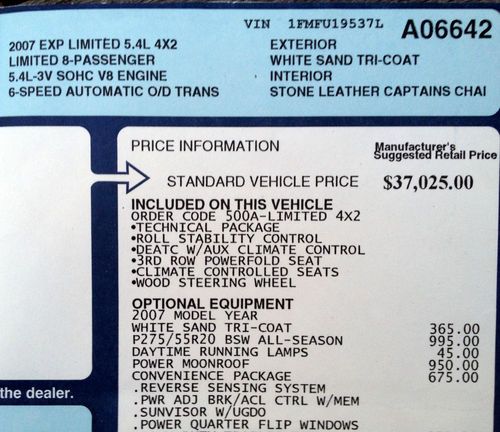 VIN 1FMFU19537L A06642
2007 EXP LIMITED 5.4L 4X2 EXTERIOR
LIMITED 8-PASSENGER WHITE SAND TRI-COAT
5.4L-3V SOHC V8 ENGINE INTERIOR
6-SPEED AUTOMATIC O/D TRANS STONE LEATHER CAPTAINS CHAI
PRICE INFORMATION Manufacturer's
Suggested Retail Price
STANDARD VEHICLE PRICE $37,025.00
INCLUDED ON THIS VEHICLE
ORDER CODE 500A-LIMITED 4X2
•TECHNICAL PACKAGE
•ROLL STABILITY CONTROL
•DEATC W/AUX CLIMATE CONTROL
•3RD ROW POWERFOLD SEAT
•CLIMATE CONTROLLED SEATS
•WOOD STEERING WHEEL
OPTIONAL EQUIPMENT
2007 MODEL YEAR
WHITE SAND TRI-COAT 365.00
P275/55R20 BSW ALL-SEASON 995.00
DAYTIME RUNNING LAMPS 45.00
POWER MOONROOF 950.00
CONVENIENCE PACKAGE 675.00
.REVERSE SENSING SYSTEM
.PWR ADJ BRK/ACL CTRL W/MEM
.SUNVISOR W/UGDO
.POWER QUARTER FLIP WINDOWS
the dealer.